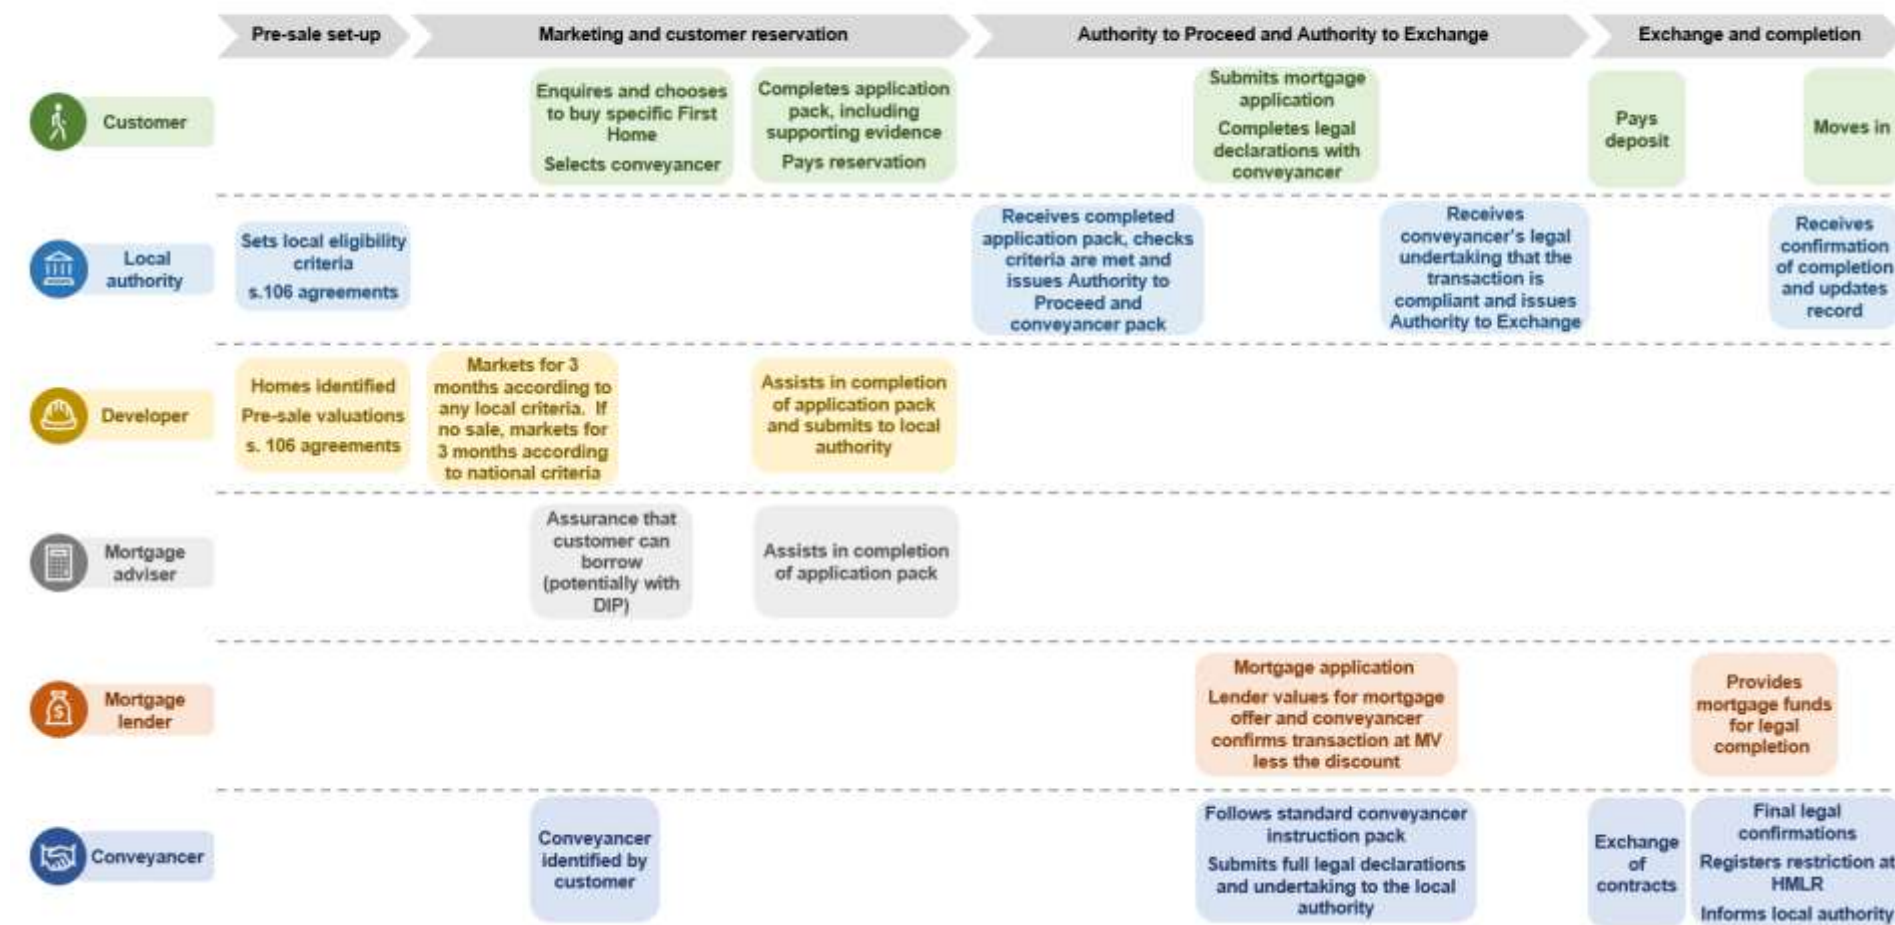 Pre-sale set-up
Marketing and customer reservation
Authority to Proceed and Authority to Exchange
Exchange and completion
Customer
Enquires and chooses
to buy specific First
Home
Selects conveyancer
Completes application
pack, including
supporting evidence
Pays reservation
Submits mortgage
application
Completes legal
declarations with
conveyancer
Pays
deposit
Moves in
Local
authority
Sets local eligibility
criteria
s.106 agreements
Receives completed
application pack, checks
criteria are met and
issues Authority to
Proceed and
conveyancer pack
Receives
conveyancer's legal
undertaking that the
transaction is
compliant and issues
Authority to Exchange
Receives
confirmation
of completion
and updates
record
Developer
Homes identified
Pre-sale valuations
s. 106 agreements
Markets for 3
months according to
any local criteria. If
no sale, markets for
3 months according
to national criteria
Assists in completion
of application pack
and submits to local
authority
Mortgage
adviser
Assurance that
customer can
borrow
(potentially with
DIP)
Assists in completion
of application pack
Mortgage
lender
Mortgage application
Lender values for mortgage
offer and conveyancer
confirms transaction at MV
less the discount
Provides
mortgage funds
for legal
completion
Conveyancer
Conveyancer
identified by
customer
Follows standard conveyancer
instruction pack
Submits full legal declarations
and undertaking to the local
authority
Exchange
of
contracts
Final legal
confirmations
Registers restriction at
HMLR
Informs local authority